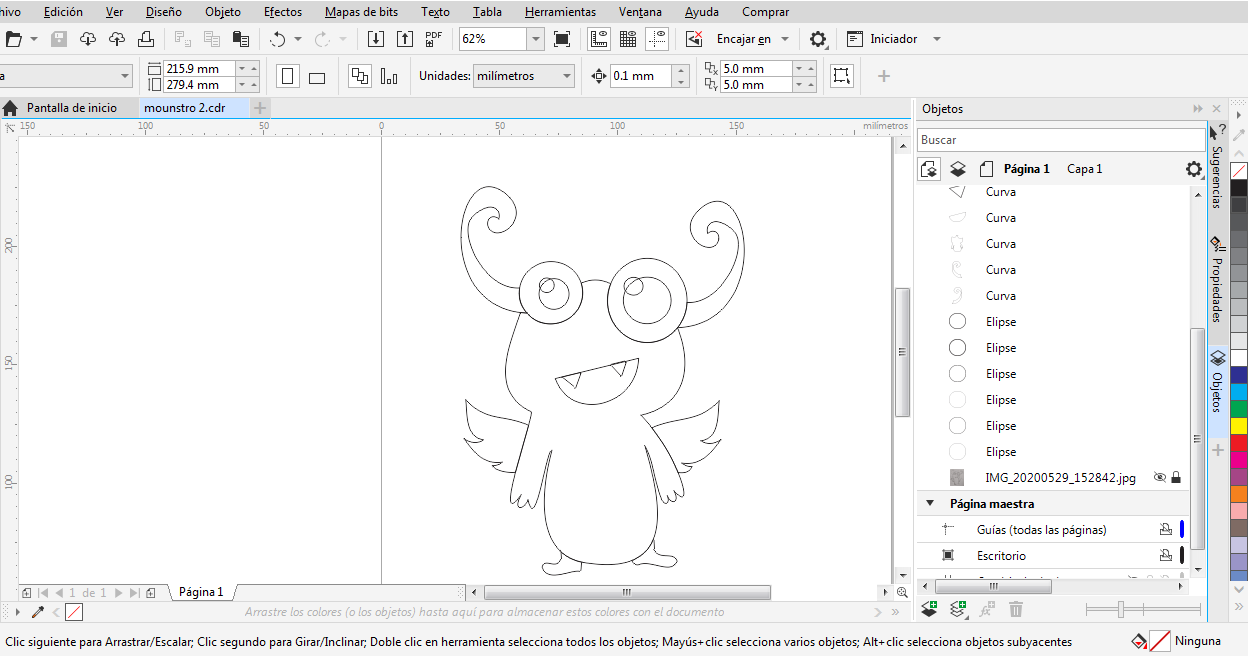 hivo Edición Ver Diseño Objeto Efectos Mapas de bits Texto Tabla Herramientas Ventana Ayuda Comprar
PDF 62% Encajar en Iniciador
a 215.9 mm 279.4 mm Unidades: milímetros 0.1 mm 5.0 mm 5.0 mm
Pantalla de inicio mounstro 2.cdr
150 100 50 0 50 100 150 milímetros
200
150
100
Objetos
Buscar
Página 1 Capa 1
Curva
Curva
Curva
Curva
Curva
Elipse
Elipse
Elipse
Elipse
Elipse
Elipse
IMG_20200529_152842.jpg
Página maestra
Guías (todas las páginas)
Escritorio
Sugerencias
Propiedades
Objetos
1 de 1 Página 1
Arrastre los colores (o los objetos) hasta aquí para almacenar estos colores con el documento
Clic siguiente para Arrastrar/Escalar; Clic segundo para Girar/Inclinar; Doble clic en herramienta selecciona todos los objetos; Mayús+clic selecciona varios objetos; Alt+clic selecciona objetos subyacentes
Ninguna